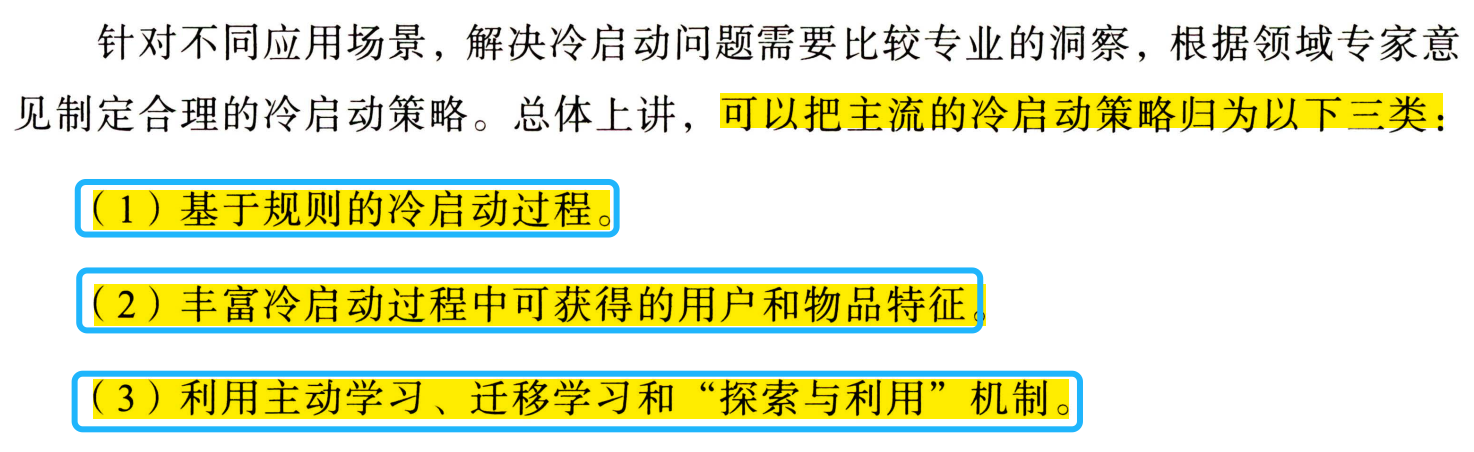 针对不同应用场景，解决冷启动问题需要比较专业的洞察，根据领域专家意
见制定合理的冷启动策略。总体上讲，可以把主流的冷启动策略归为以下三类：
（1）基于规则的冷启动过程。
（2）丰富冷启动过程中可获得的用户和物品特征。
（3）利用主动学习、迁移学习和“探索与利用”机制。